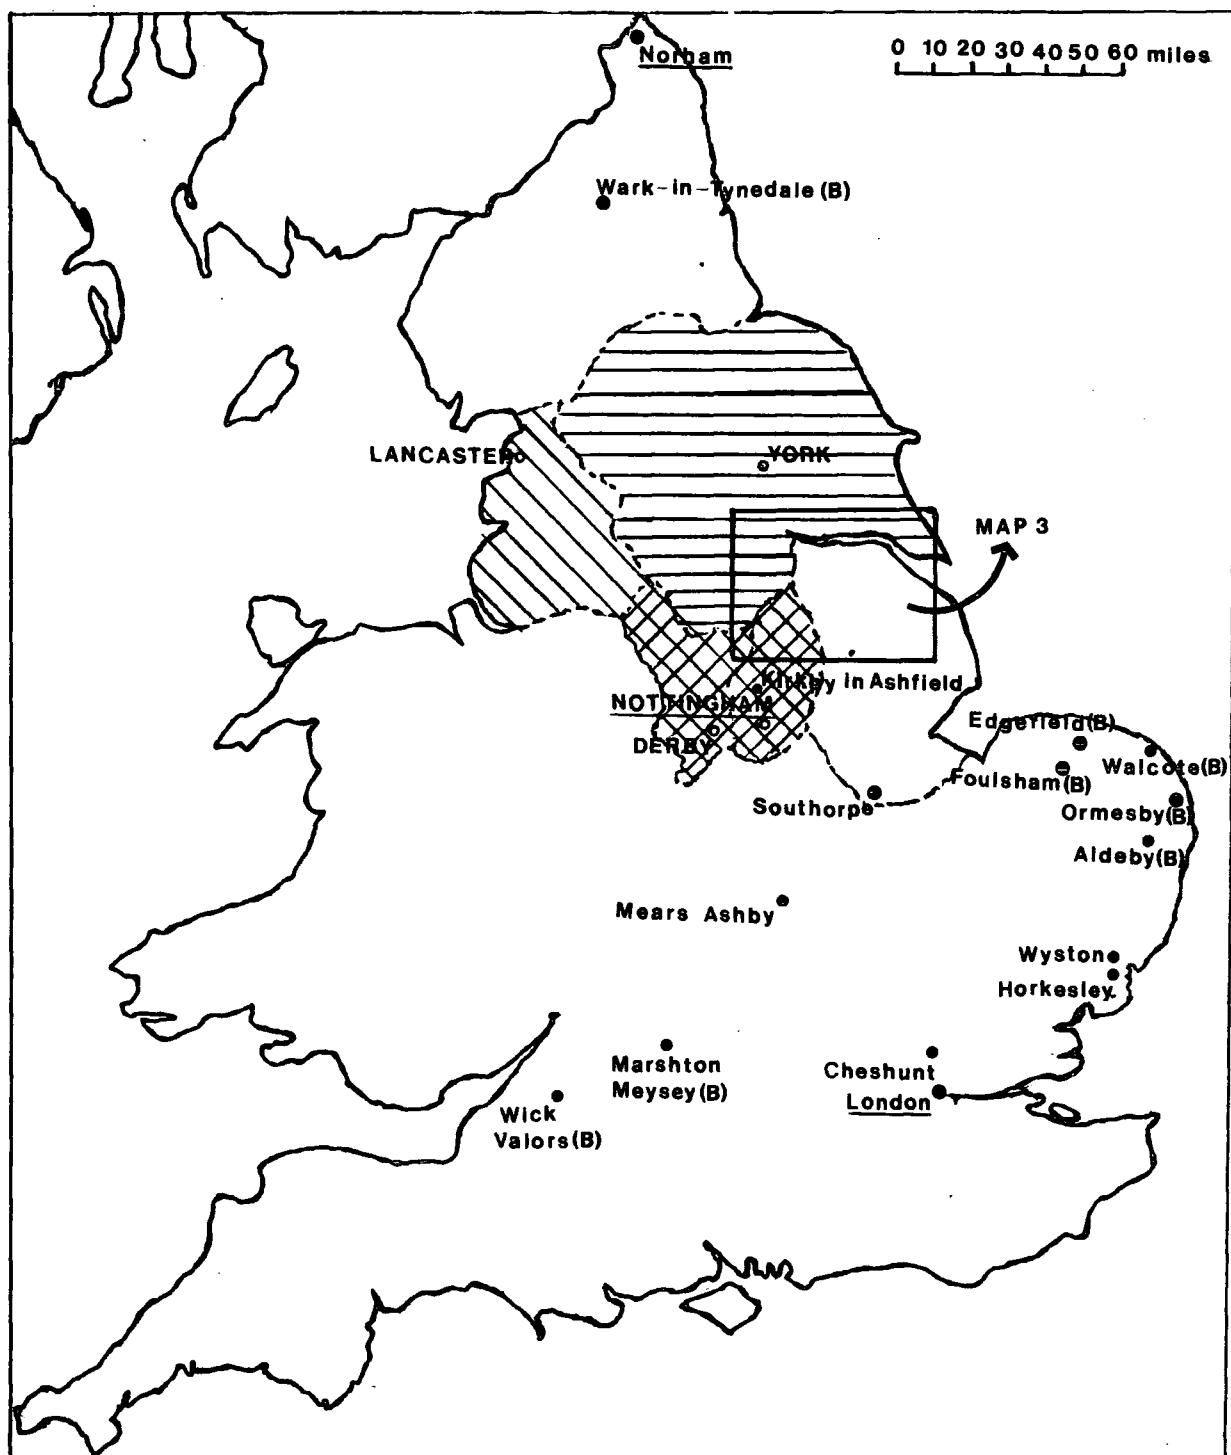 Norham
0 10 20 30 40 50 60 miles
Wark-in-Tynedale (B)
LANCASTER
YORK
MAP 3
Kirkby in Ashfield
NOTTINGHAM
DERBY
Edgefield (B)
Walcote (B)
Foulsham (B)
Southorpe
Ormesby (B)
Aldeby (B)
Mears Ashby
Wyston
Horkesley
Marshton
Meysey (B)
Cheshunt
London
Wick
Valors (B)